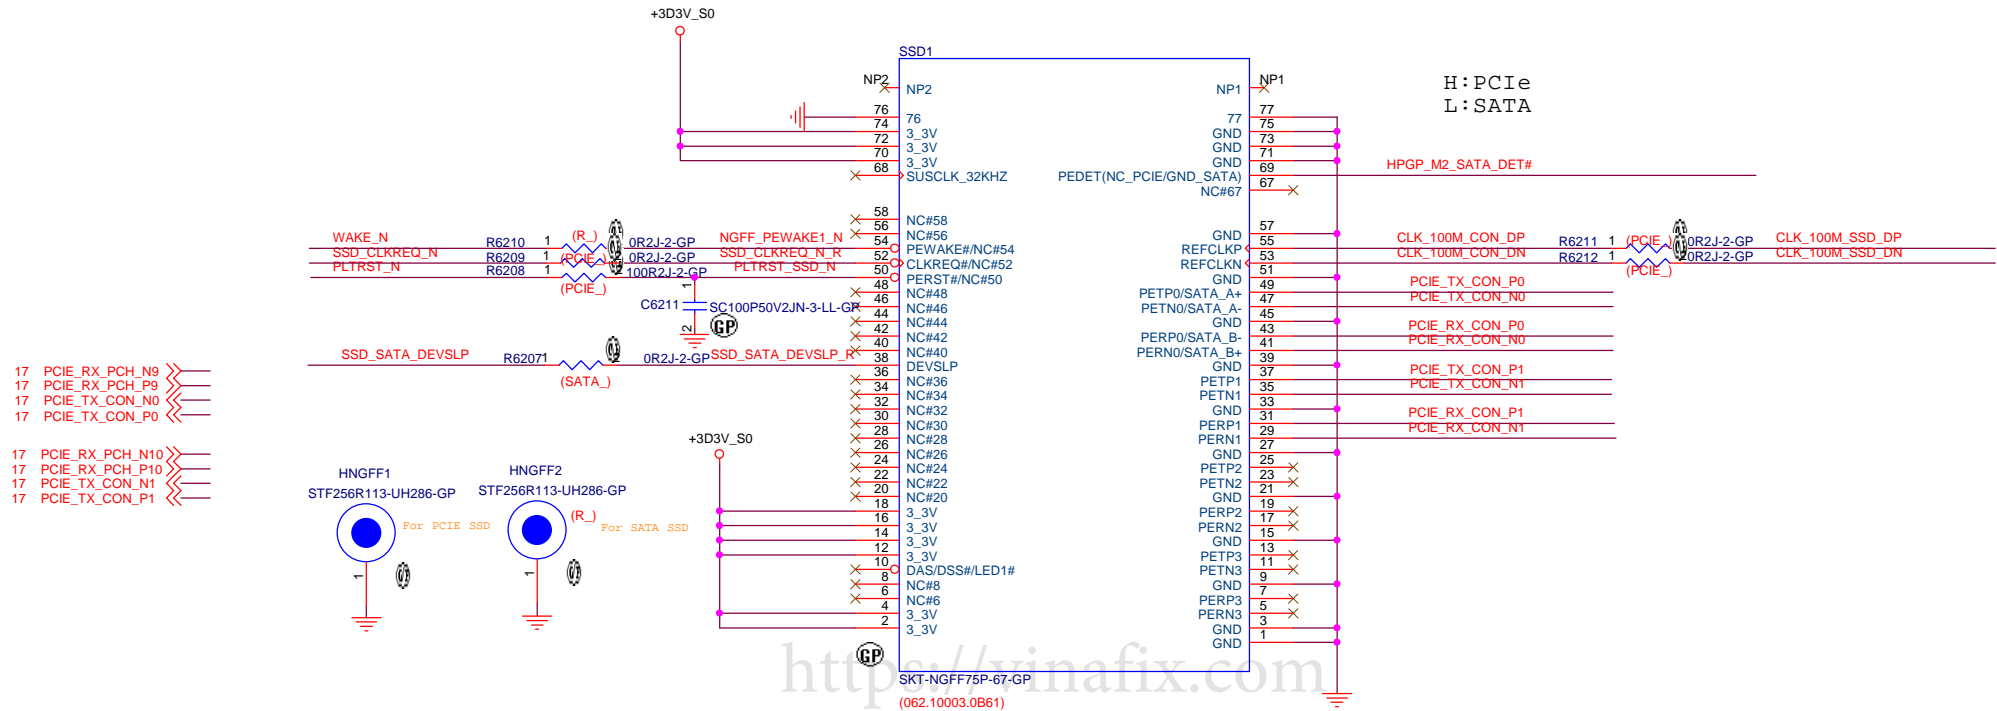 +3D3V_S0
SSD1
NP2 NP2 NP1 NP1
H:PCIe
L:SATA
76 76 77 77
74 3_3V GND 75
72 3_3V GND 73
70 3_3V GND 71
68 SUSCLK_32KHZ PEDET(NC_PCIE/GND_SATA) 69 HPGP_M2_SATA_DET#
NC#67 67
58 NC#58 GND 57
56 NC#56 REFCLKP 55 CLK_100M_CON_DP R6211 1 (PCIE_) 0R2J-2-GP CLK_100M_SSD_DP
WAKE_N R6210 1 (R_) 0R2J-2-GP NGFF_PEWAKE1_N 54 PEWAKE#/NC#54
SSD_CLKREQ_N R6209 1 (PCIE_) 2 0R2J-2-GP SSD_CLKREQ_N_R 52 CLKREQ#/NC#52 REFCLKN 53 CLK_100M_CON_DN R6212 1 (PCIE_) 2 0R2J-2-GP CLK_100M_SSD_DN
PLTRST_N R6208 1 (PCIE_) 2 100R2J-2-GP PLTRST_SSD_N 50 PERST#/NC#50 GND 51
48 NC#48 PETP0/SATA_A+ 49 PCIE_TX_CON_P0
C6211 1 2 SC100P50V2JN-3-LL-GP GP
46 NC#46 PETN0/SATA_A- 47 PCIE_TX_CON_N0
44 NC#44 GND 45
42 NC#42 PERP0/SATA_B- 43 PCIE_RX_CON_P0
40 NC#40 PERN0/SATA_B+ 41 PCIE_RX_CON_N0
SSD_SATA_DEVSLP R6207 1 (SATA_) 2 0R2J-2-GP SSD_SATA_DEVSLP_R 38 DEVSLP GND 39
36 NC#36 PETP1 37 PCIE_TX_CON_P1
34 NC#34 PETN1 35 PCIE_TX_CON_N1
32 NC#32 GND 33
30 NC#30 PERP1 31 PCIE_RX_CON_P1
28 NC#28 PERN1 29 PCIE_RX_CON_N1
26 NC#26 GND 27
24 NC#24 PETP2 25
22 NC#22 PETN2 23
20 NC#20 GND 21
18 3_3V PERP2 19
16 3_3V PERN2 17
14 3_3V GND 15
12 3_3V PETP3 13
10 DAS/DSS#/LED1# PETN3 11
8 NC#8 GND 9
6 NC#6 PERP3 7
4 3_3V PERN3 5
2 3_3V GND 3
GND 1
17 PCIE_RX_PCH_N9
17 PCIE_RX_PCH_P9
17 PCIE_TX_CON_N0
17 PCIE_TX_CON_P0
17 PCIE_RX_PCH_N10
17 PCIE_RX_PCH_P10
17 PCIE_TX_CON_N1
17 PCIE_TX_CON_P1
+3D3V_S0
HNGFF1
STF256R113-UH286-GP
For PCIE SSD
1
HNGFF2
STF256R113-UH286-GP
(R_)
For SATA SSD
1
GP
https://vinafix.com
SKT-NGFF75P-67-GP
(062.10003.0B61)